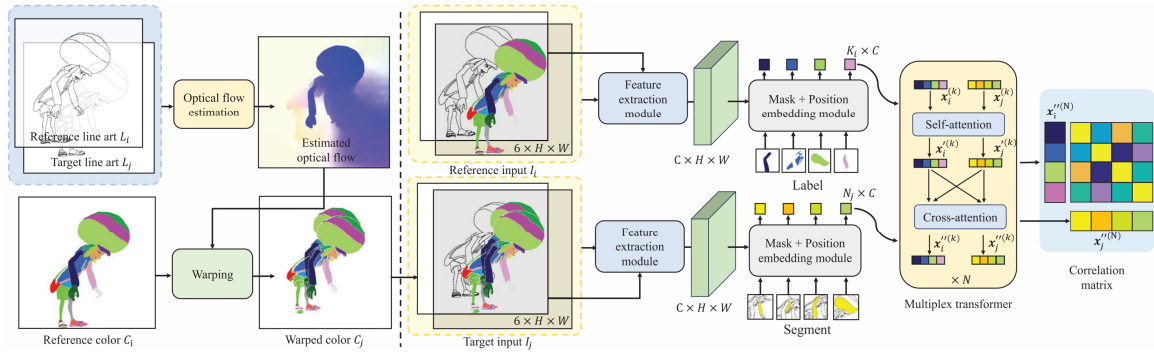 Reference line art L_i
Target line art L_j
Optical flow
estimation
Estimated
optical flow
Reference color C_i
Warping
Warped color C_j
6 × H × W
Reference input I_i
6 × H × W
Target input I_j
Feature
extraction
module
C × H × W
Feature
extraction
module
C × H × W
K_i × C
Mask + Position
embedding module
Label
N_j × C
Mask + Position
embedding module
Segment
x_i^(k)
x_j^(k)
Self-attention
x_i'^(k)
x_j'^(k)
Cross-attention
x_i''^(k)
x_j''^(k)
× N
Multiplex transformer
x_i''^(N)
x_j''^(N)
Correlation
matrix